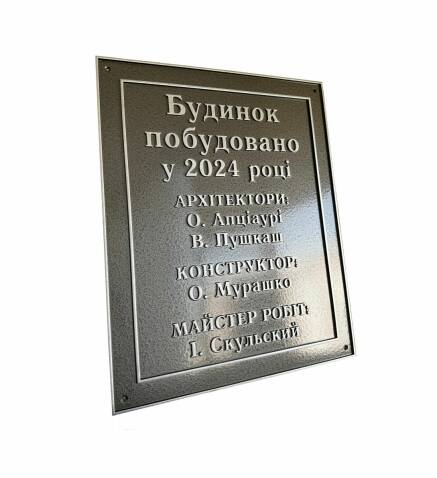 Будинок
побудовано
у 2024 році
АРХІТЕКТОРИ:
О. Апціаурі
В. Пушкаш
КОНСТРУКТОР:
О. Мурашко
МАЙСТЕР РОБІТ:
І. Скульский